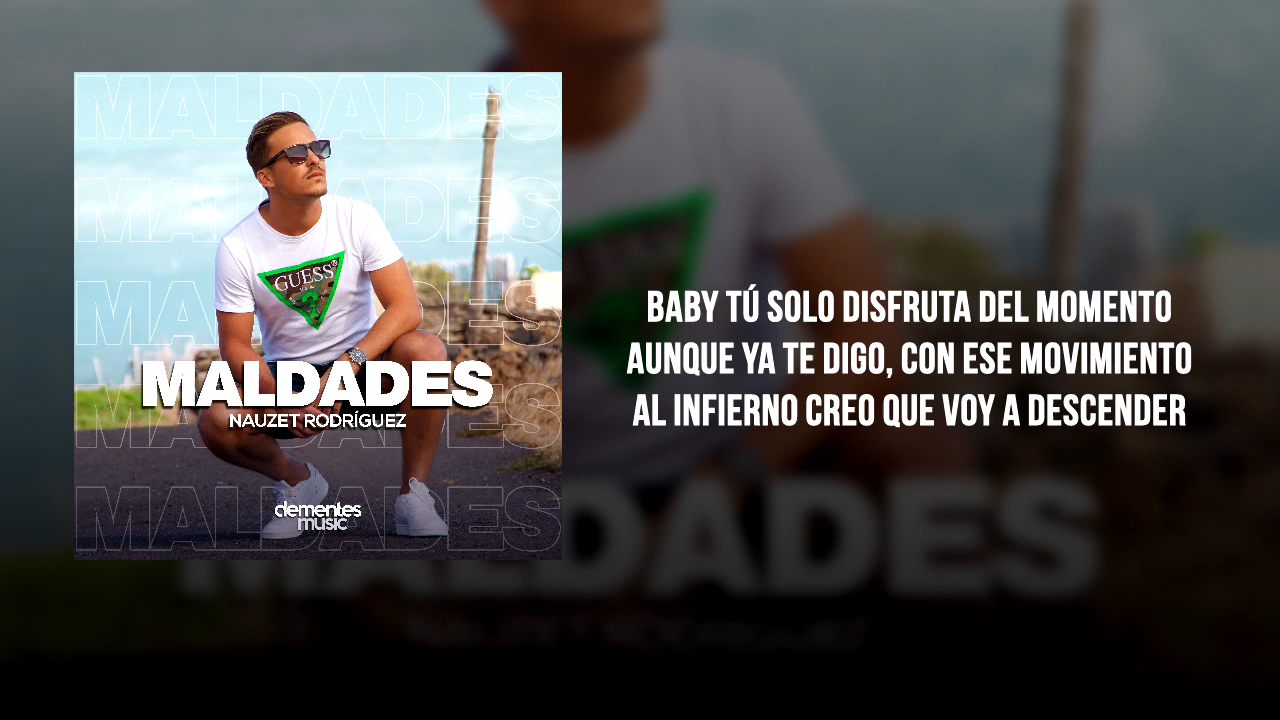 MALDADES
MALDADES
GUESS
MALDADES
MALDADES
NAUZET RODRÍGUEZ
MALDADES
MALDADES
dementes
music
BABY TÚ SOLO DISFRUTA DEL MOMENTO
AUNQUE YA TE DIGO, CON ESE MOVIMIENTO
AL INFIERNO CREO QUE VOY A DESCENDER
MALDADES